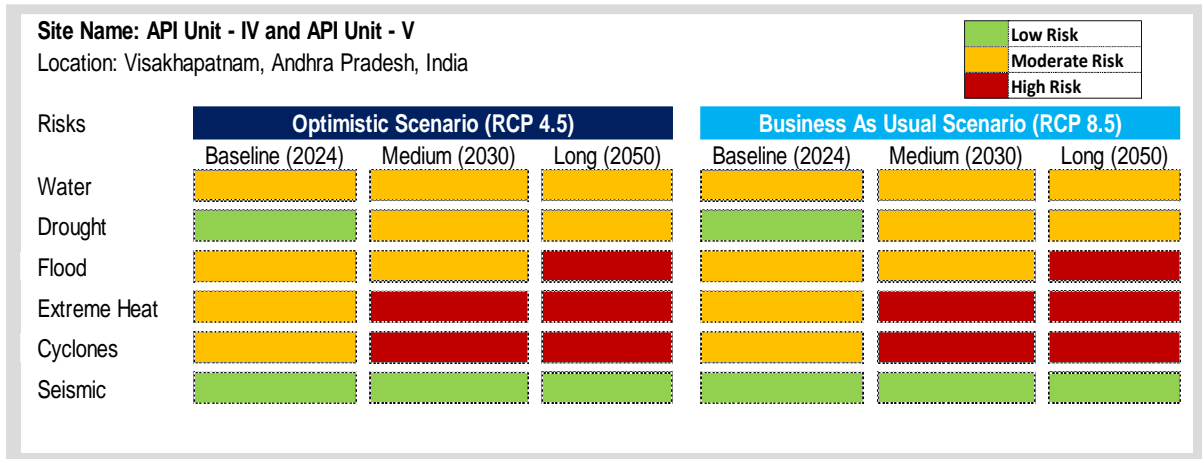 Site Name: API Unit - IV and API Unit - V
Location: Visakhapatnam, Andhra Pradesh, India
Low Risk
Moderate Risk
High Risk
Risks
Optimistic Scenario (RCP 4.5)
Business As Usual Scenario (RCP 8.5)
Baseline (2024) Medium (2030) Long (2050) Baseline (2024) Medium (2030) Long (2050)
Water
Drought
Flood
Extreme Heat
Cyclones
Seismic